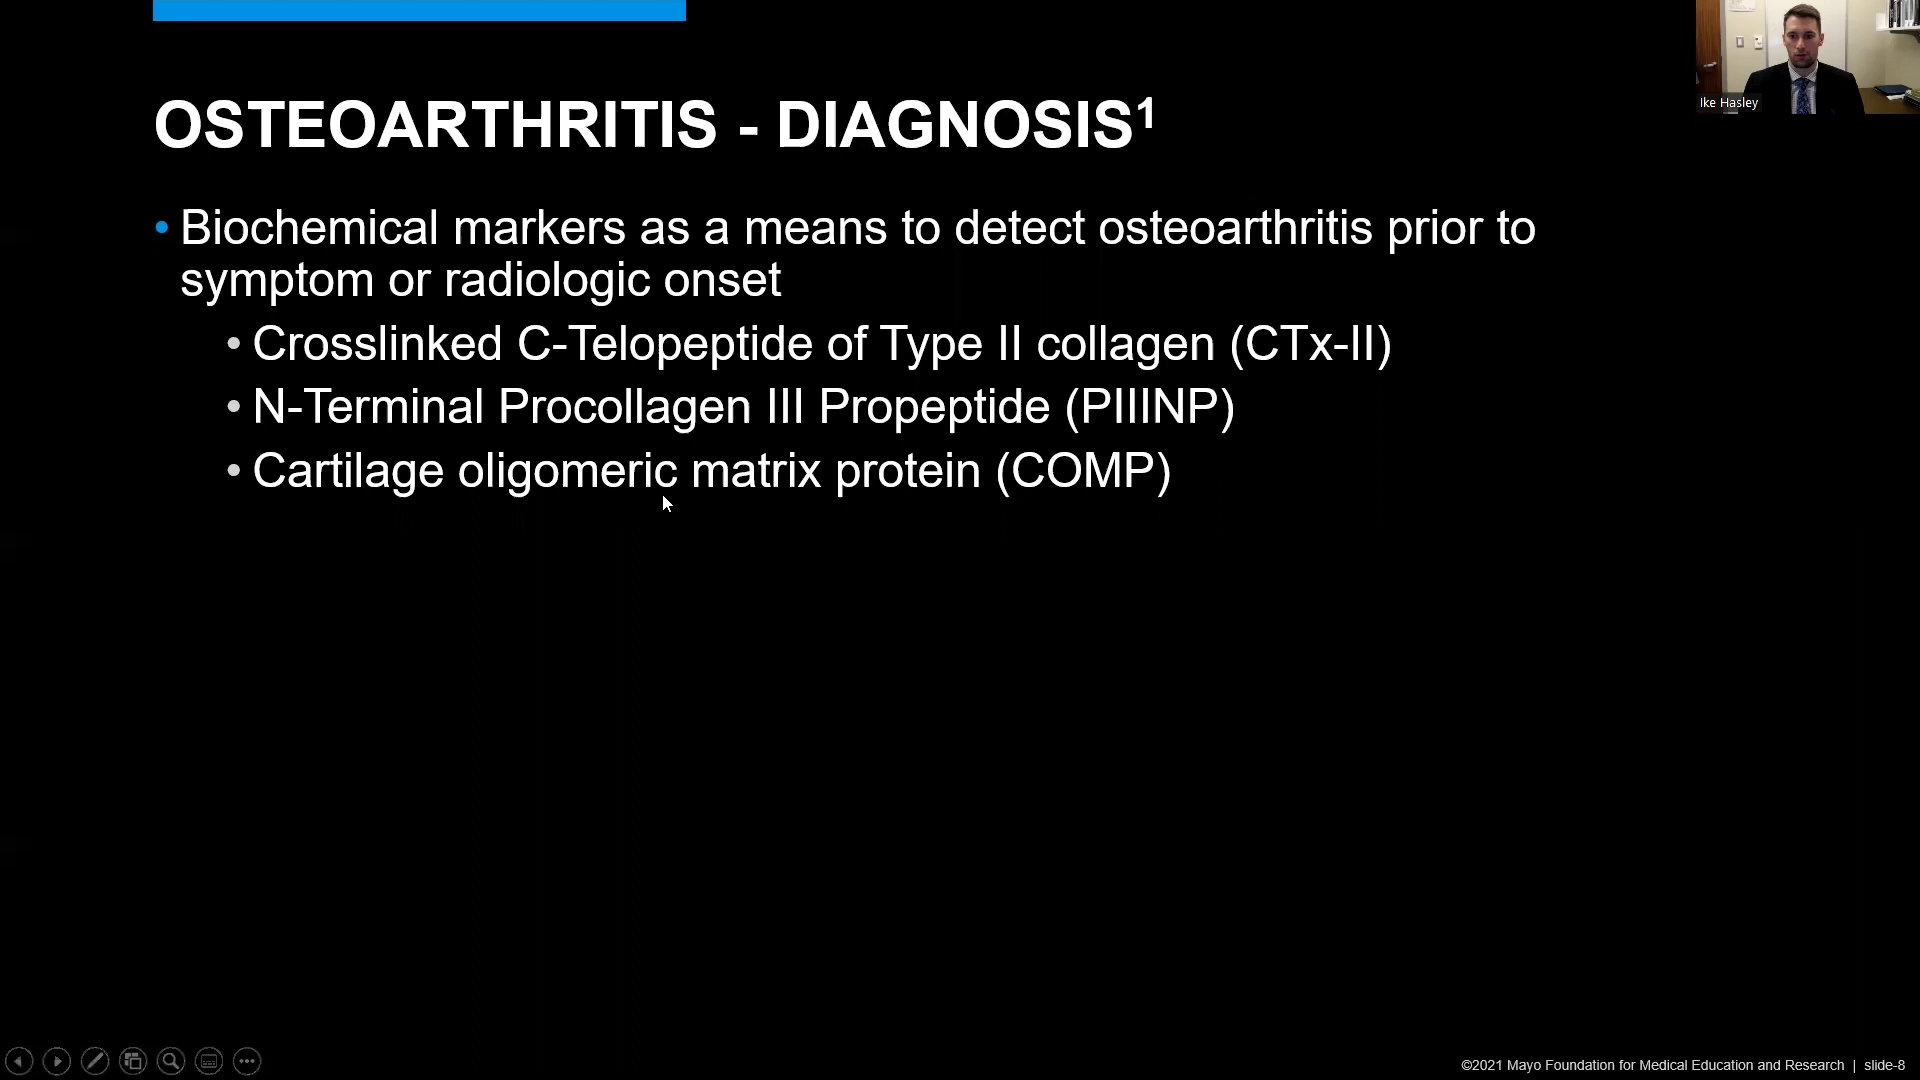 OSTEOARTHRITIS - DIAGNOSIS¹
Ike Hasley
• Biochemical markers as a means to detect osteoarthritis prior to
symptom or radiologic onset
• Crosslinked C-Telopeptide of Type II collagen (CTx-II)
• N-Terminal Procollagen III Propeptide (PIIINP)
• Cartilage oligomeric matrix protein (COMP)
©2021 Mayo Foundation for Medical Education and Research | slide-8